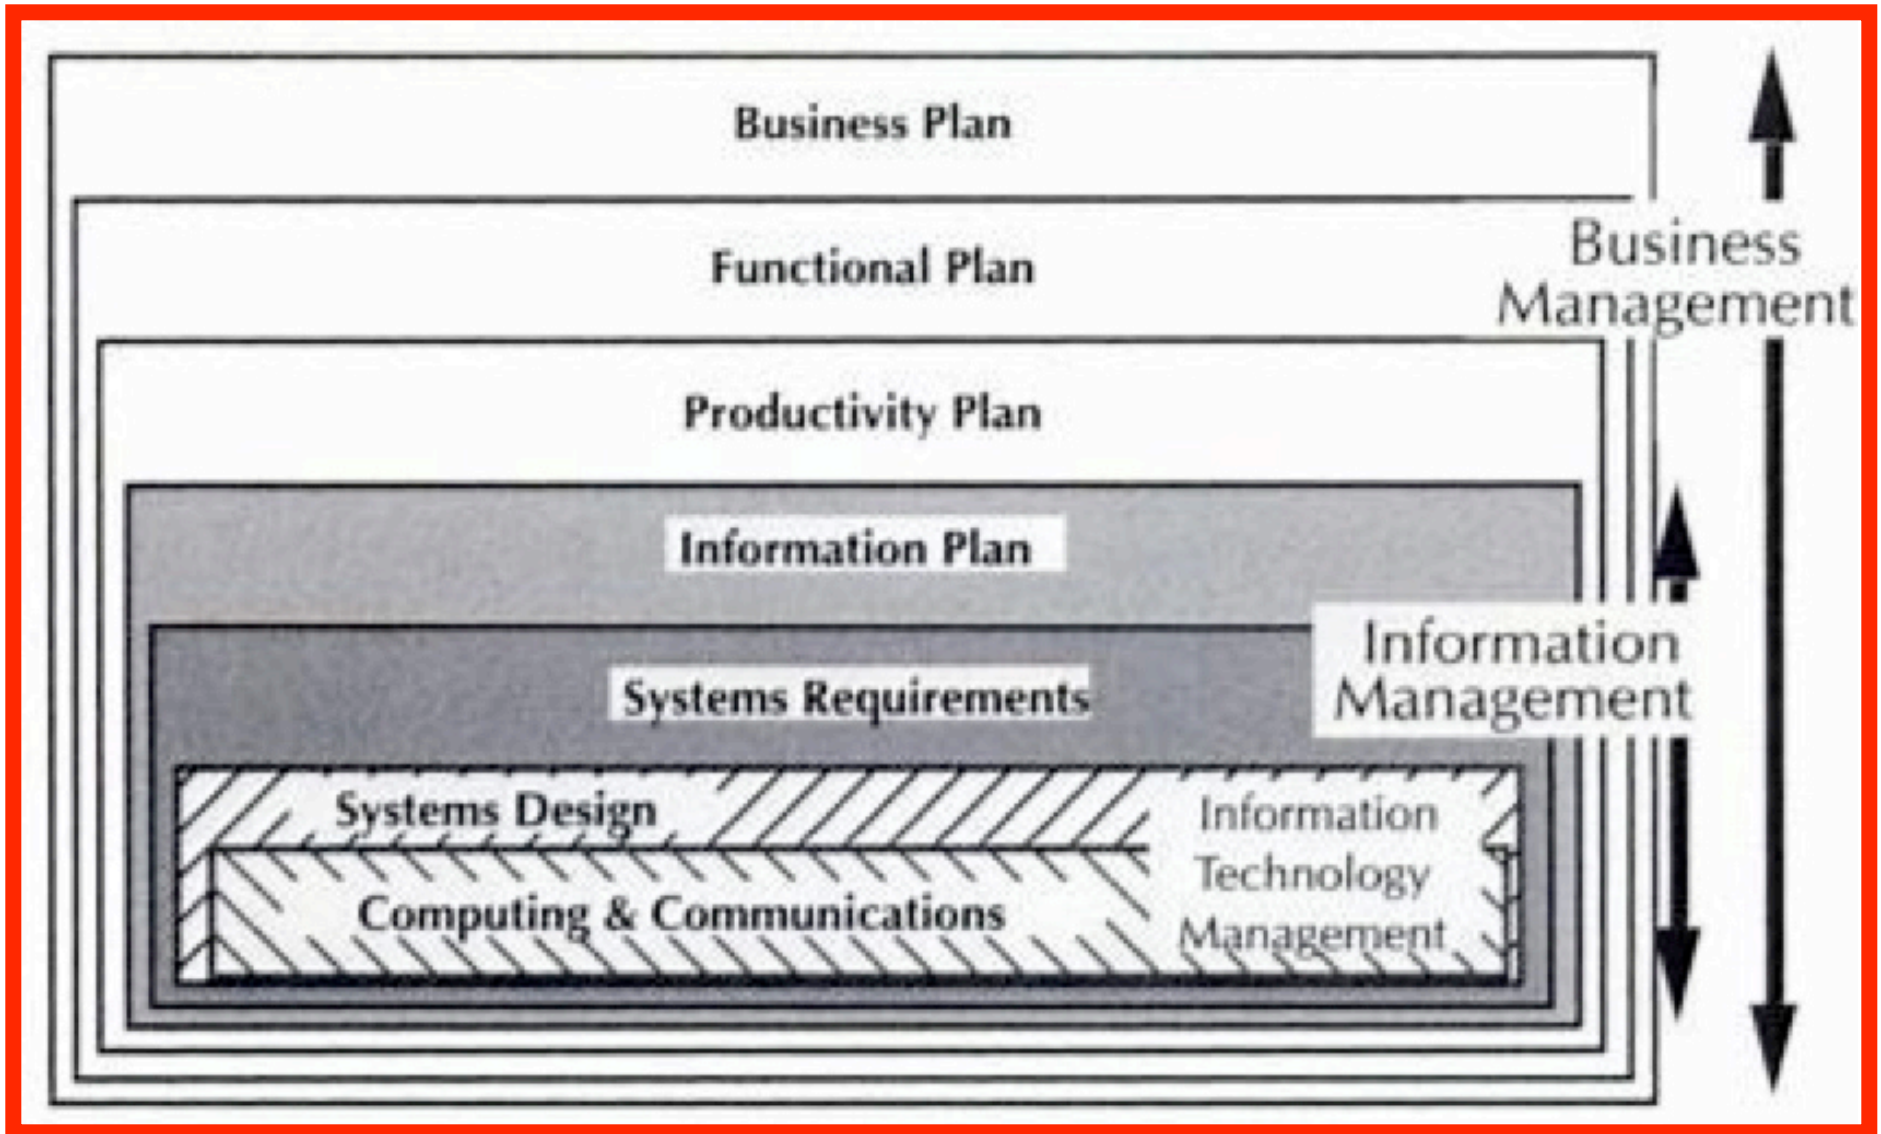 Business Plan
Functional Plan
Business
Management
Productivity Plan
Information Plan
Information
Management
Systems Requirements
Systems Design
Computing & Communications
Information
Technology
Management